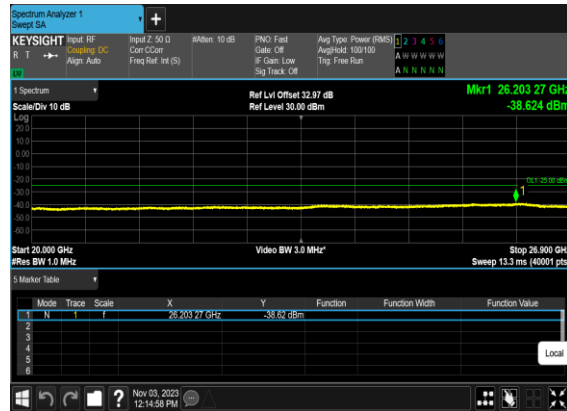 Spectrum Analyzer 1
Swept SA
+
KEYSIGHT
R T
Input: RF
Coupling: DC
Align: Auto
Input Z: 50 Ω
Corr CCorr
Freq Ref: Int (S)
#Atten: 10 dB
PNO: Fast
Gate: Off
IF Gain: Low
Sig Track: Off
Avg Type: Power (RMS)
Avg|Hold: 100/100
Trig: Free Run
1 2 3 4 5 6
A W W W W W
A N N N N N
1 Spectrum
Scale/Div 10 dB
Ref Lvl Offset 32.97 dB
Ref Level 30.00 dBm
Mkr1 26.203 27 GHz
-38.624 dBm
Log
20.0
10.0
0.00
-10.0
-20.0
-30.0
-40.0
-50.0
-60.0
DL1 -25.00 dBm
1
Start 20.000 GHz
#Res BW 1.0 MHz
Video BW 3.0 MHz*
Stop 26.900 GHz
Sweep 13.3 ms (40001 pts)
5 Marker Table
Mode Trace Scale X Y Function Function Width Function Value
1 N 1 f 26.203 27 GHz -38.62 dBm
2
3
4
5
6
Local
?
Nov 03, 2023
12:14:58 PM